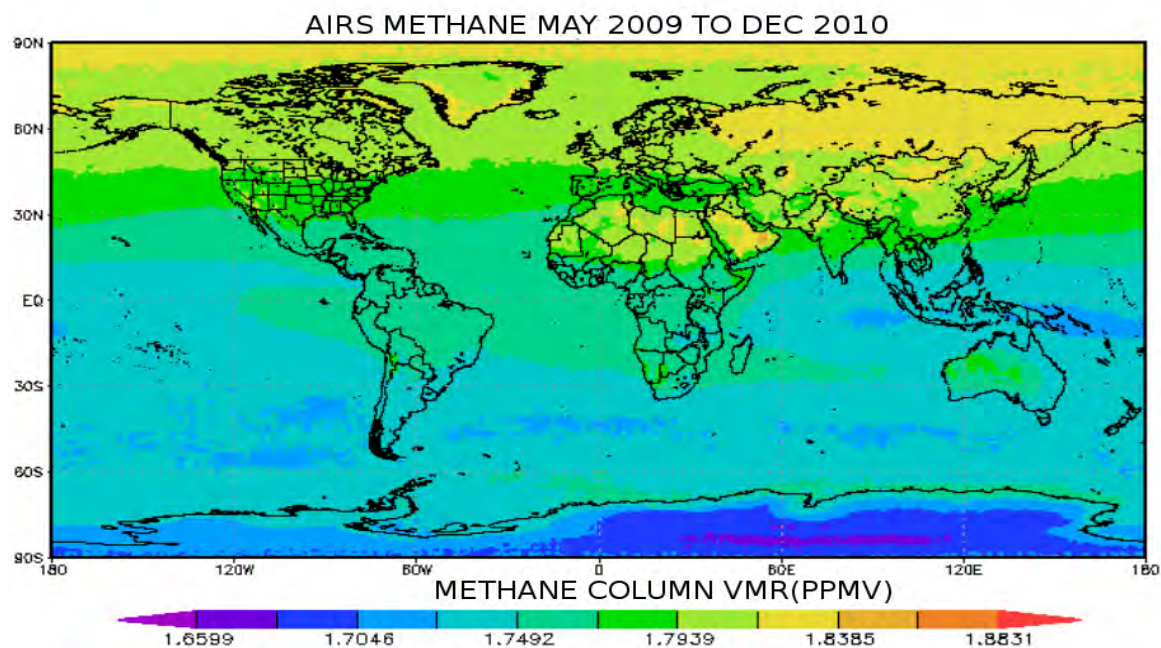 AIRS METHANE MAY 2009 TO DEC 2010
90N
60N
30N
EQ
30S
60S
90S
180 120W 60W 0 60E 120E 180
METHANE COLUMN VMR(PPMV)
1.6599 1.7046 1.7492 1.7939 1.8385 1.8831